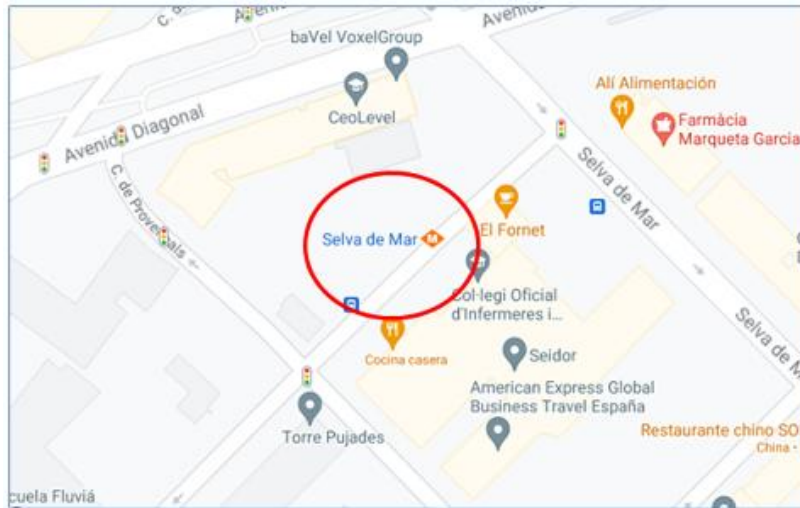 C. d
Avenid
baVel VoxelGroup
CeoLevel
Avenida Diagonal
C. de Provençals
Alí Alimentación
Farmàcia
Marqueta Garcia
Selva de Mar
Selva de Mar
M
El Fornet
Col·legi Oficial
d'Infermeres i...
Cocina casera
Seidor
American Express Global
Business Travel España
Torre Pujades
Selva de Ma
Restaurante chino SO
China ·
cuela Fluviá